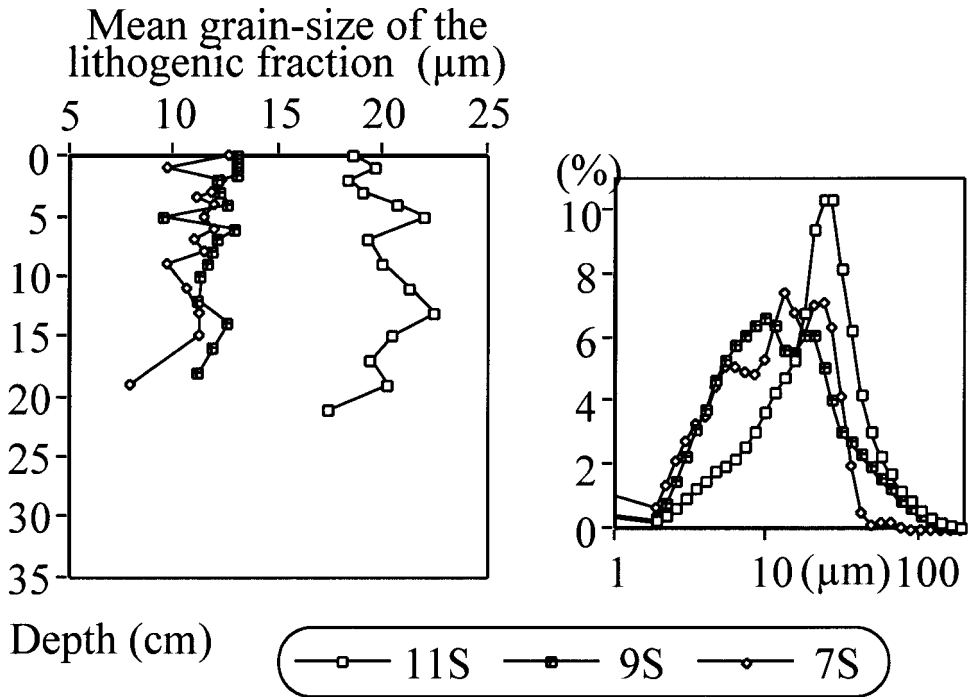 Mean grain-size of the
lithogenic fraction (µm)
5 10 15 20 25
0
5
10
15
20
25
30
35
Depth (cm)
(%)
10
8
6
4
2
0
1 10 (µm) 100
11S 9S 7S